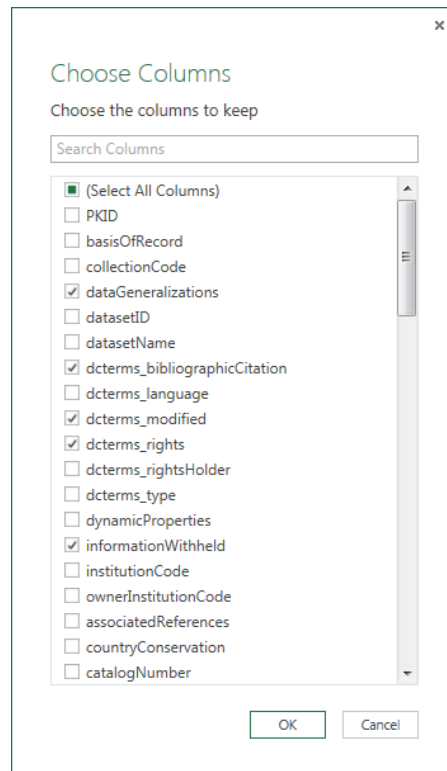 Choose Columns
Choose the columns to keep
Search Columns
(Select All Columns)
PKID
basisOfRecord
collectionCode
dataGeneralizations
datasetID
datasetName
dcterms_bibliographicCitation
dcterms_language
dcterms_modified
dcterms_rights
dcterms_rightsHolder
dcterms_type
dynamicProperties
informationWithheld
institutionCode
ownerInstitutionCode
associatedReferences
countryConservation
catalogNumber
OK Cancel